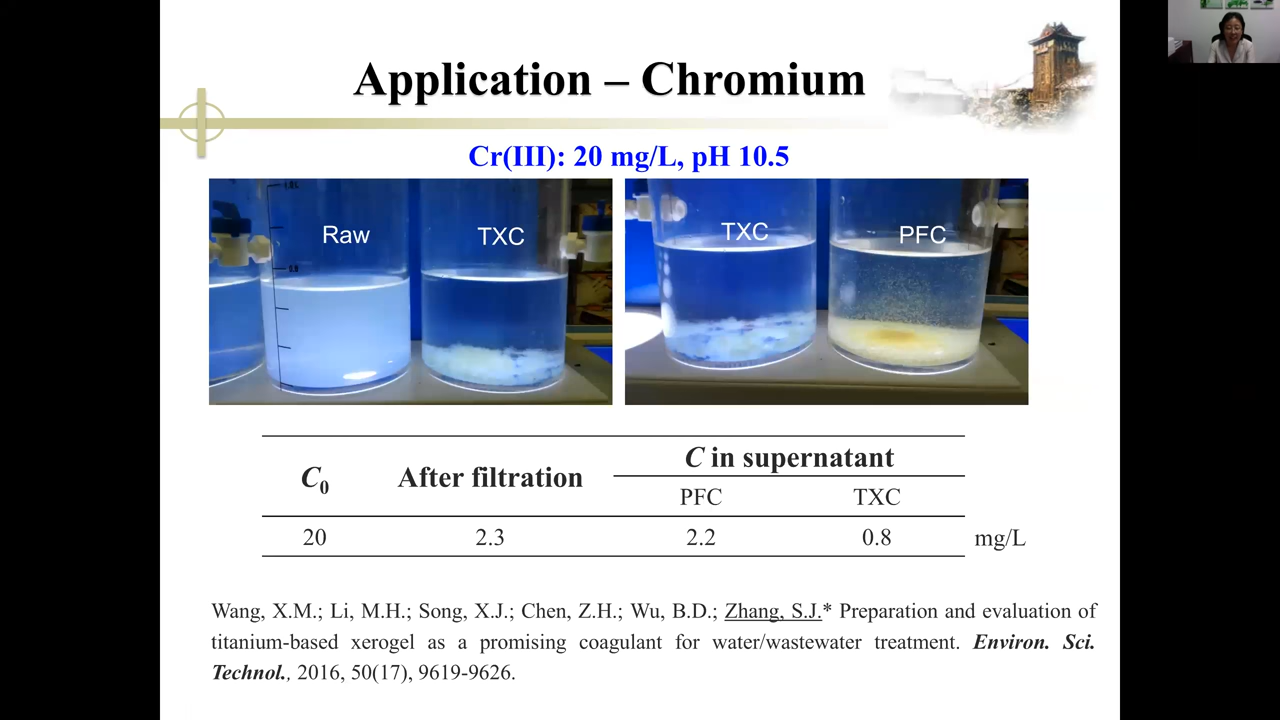 Application – Chromium
Cr(III): 20 mg/L, pH 10.5
Raw
TXC
TXC
PFC
C0
After filtration
C in supernatant
PFC
TXC
20
2.3
2.2
0.8
mg/L
Wang, X.M.; Li, M.H.; Song, X.J.; Chen, Z.H.; Wu, B.D.; Zhang, S.J.* Preparation and evaluation of
titanium-based xerogel as a promising coagulant for water/wastewater treatment. Environ. Sci.
Technol., 2016, 50(17), 9619-9626.